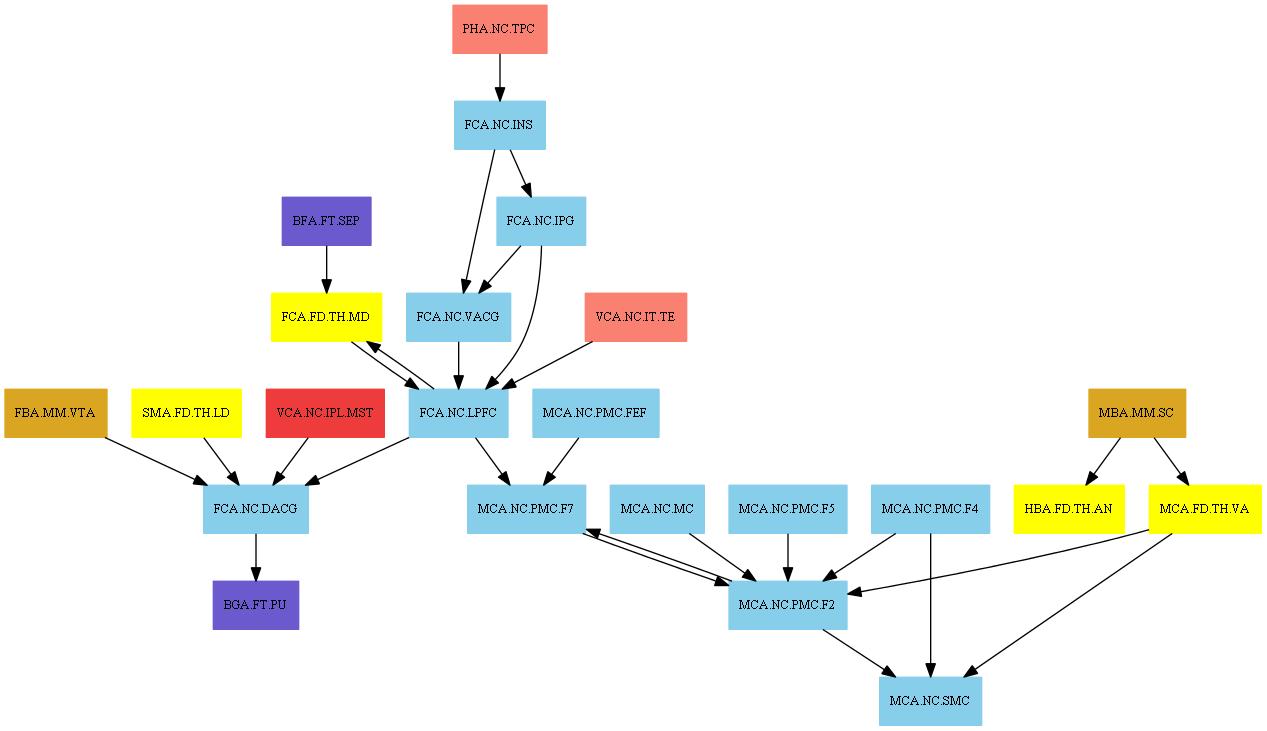 PHA.NC.TPC
FCA.NC.INS
BFA.FT.SEP
FCA.NC.IPG
FCA.FD.TH.MD
FCA.NC.VACG
VCA.NC.IT.TE
FBA.MM.VTA
SMA.FD.TH.LD
VCA.NC.IPL.MST
FCA.NC.LPFC
MCA.NC.PMC.FEF
MBA.MM.SC
FCA.NC.DACG
MCA.NC.PMC.F7
MCA.NC.MC
MCA.NC.PMC.F5
MCA.NC.PMC.F4
HBA.FD.TH.AN
MCA.FD.TH.VA
BGA.FT.PU
MCA.NC.PMC.F2
MCA.NC.SMC